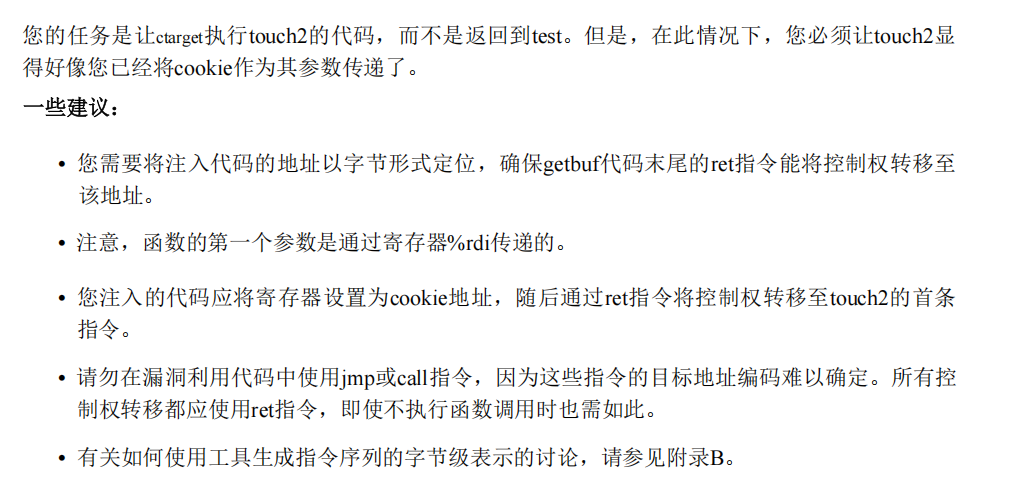 您的任务是让ctarget执行touch2的代码，而不是返回到test。但是，在此情况下，您必须让touch2显
得好像您已经将cookie作为其参数传递了。
一些建议：
• 您需要将注入代码的地址以字节形式定位，确保getbuf代码末尾的ret指令能将控制权转移至
该地址。
• 注意，函数的第一个参数是通过寄存器%rdi传递的。
• 您注入的代码应将寄存器设置为cookie地址，随后通过ret指令将控制权转移至touch2的首条
指令。
• 请勿在漏洞利用代码中使用jmp或call指令，因为这些指令的目标地址编码难以确定。所有控
制权转移都应使用ret指令，即使不执行函数调用时也需如此。
• 有关如何使用工具生成指令序列的字节级表示的讨论，请参见附录B。